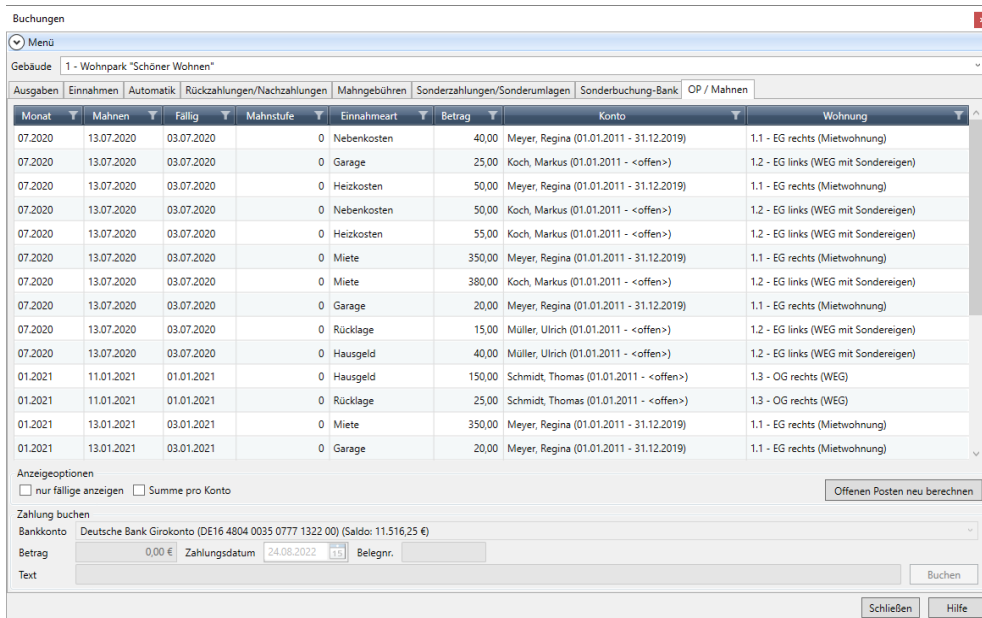 Buchungen
Menü
Gebäude 1 - Wohnpark "Schöner Wohnen"
Ausgaben Einnahmen Automatik Rückzahlungen/Nachzahlungen Mahngebühren Sonderzahlungen/Sonderumlagen Sonderbuchung-Bank OP / Mahnen
Monat Mahnen Fällig Mahnstufe Einnahmeart Betrag Konto Wohnung
07.2020 13.07.2020 03.07.2020 0 Nebenkosten 40,00 Meyer, Regina (01.01.2011 - 31.12.2019) 1.1 - EG rechts (Mietwohnung)
07.2020 13.07.2020 03.07.2020 0 Garage 25,00 Koch, Markus (01.01.2011 - <offen>) 1.2 - EG links (WEG mit Sondereigen)
07.2020 13.07.2020 03.07.2020 0 Heizkosten 50,00 Meyer, Regina (01.01.2011 - 31.12.2019) 1.1 - EG rechts (Mietwohnung)
07.2020 13.07.2020 03.07.2020 0 Nebenkosten 50,00 Koch, Markus (01.01.2011 - <offen>) 1.2 - EG links (WEG mit Sondereigen)
07.2020 13.07.2020 03.07.2020 0 Heizkosten 55,00 Koch, Markus (01.01.2011 - <offen>) 1.2 - EG links (WEG mit Sondereigen)
07.2020 13.07.2020 03.07.2020 0 Miete 350,00 Meyer, Regina (01.01.2011 - 31.12.2019) 1.1 - EG rechts (Mietwohnung)
07.2020 13.07.2020 03.07.2020 0 Miete 380,00 Koch, Markus (01.01.2011 - <offen>) 1.2 - EG links (WEG mit Sondereigen)
07.2020 13.07.2020 03.07.2020 0 Garage 20,00 Meyer, Regina (01.01.2011 - 31.12.2019) 1.1 - EG rechts (Mietwohnung)
07.2020 13.07.2020 03.07.2020 0 Rücklage 15,00 Müller, Ulrich (01.01.2011 - <offen>) 1.2 - EG links (WEG mit Sondereigen)
07.2020 13.07.2020 03.07.2020 0 Hausgeld 40,00 Müller, Ulrich (01.01.2011 - <offen>) 1.2 - EG links (WEG mit Sondereigen)
01.2021 11.01.2021 01.01.2021 0 Hausgeld 150,00 Schmidt, Thomas (01.01.2011 - <offen>) 1.3 - OG rechts (WEG)
01.2021 11.01.2021 01.01.2021 0 Rücklage 25,00 Schmidt, Thomas (01.01.2011 - <offen>) 1.3 - OG rechts (WEG)
01.2021 13.01.2021 03.01.2021 0 Miete 350,00 Meyer, Regina (01.01.2011 - 31.12.2019) 1.1 - EG rechts (Mietwohnung)
01.2021 13.01.2021 03.01.2021 0 Garage 20,00 Meyer, Regina (01.01.2011 - 31.12.2019) 1.1 - EG rechts (Mietwohnung)
Anzeigeoptionen
nur fällige anzeigen Summe pro Konto Offenen Posten neu berechnen
Zahlung buchen
Bankkonto Deutsche Bank Girokonto (DE16 4804 0035 0777 1322 00) (Saldo: 11.516,25 €)
Betrag 0,00 € Zahlungsdatum 24.08.2022 15 Belegnr.
Text Buchen
Schließen Hilfe